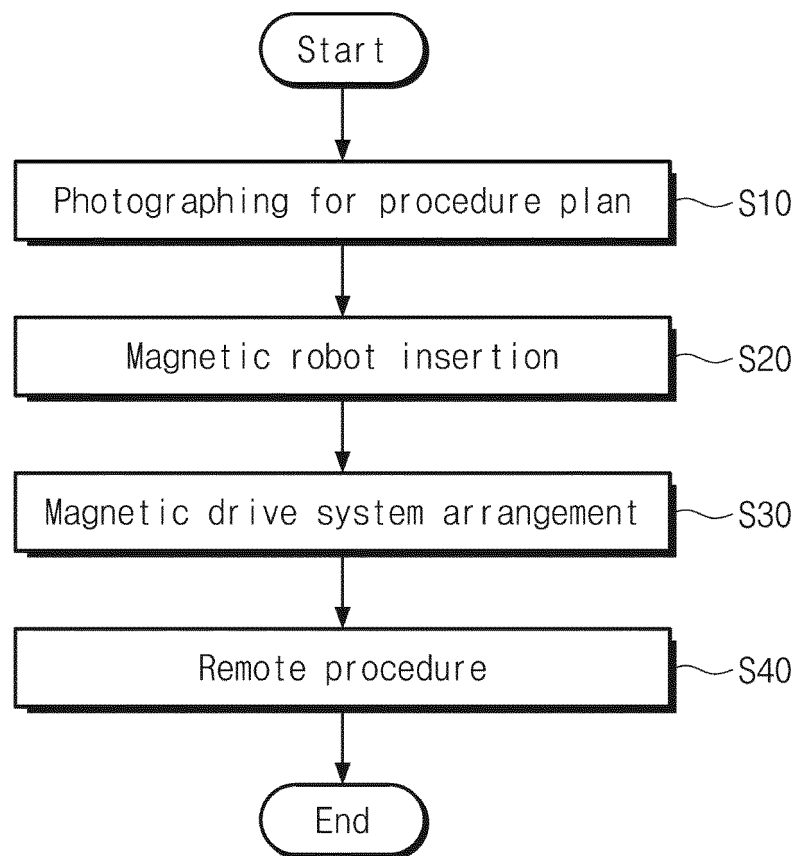 Start
Photographing for procedure plan S10
Magnetic robot insertion S20
Magnetic drive system arrangement S30
Remote procedure S40
End